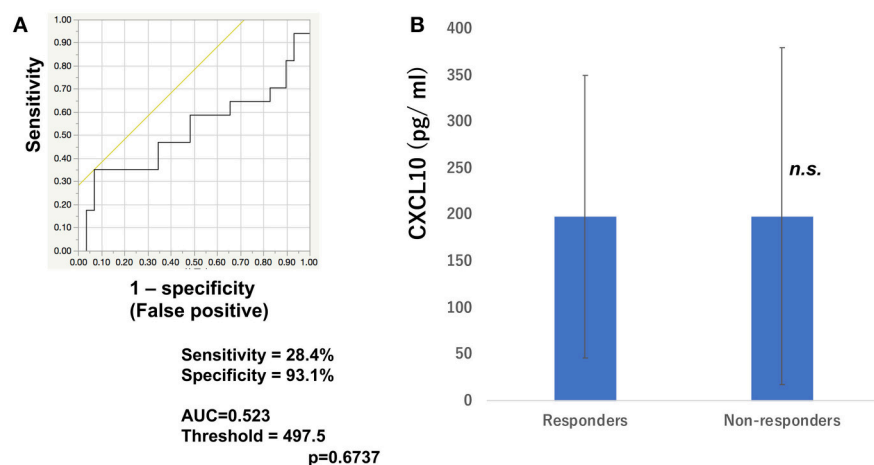 A
Sensitivity
1.00
0.90
0.80
0.70
0.60
0.50
0.40
0.30
0.20
0.10
0.00
0.00 0.10 0.20 0.30 0.40 0.50 0.60 0.70 0.80 0.90 1.00
1 – specificity
(False positive)
Sensitivity = 28.4%
Specificity = 93.1%
AUC=0.523
Threshold = 497.5
p=0.6737
B
CXCL10 (pg/ ml)
400
350
300
250
200
150
100
50
0
n.s.
Responders Non-responders